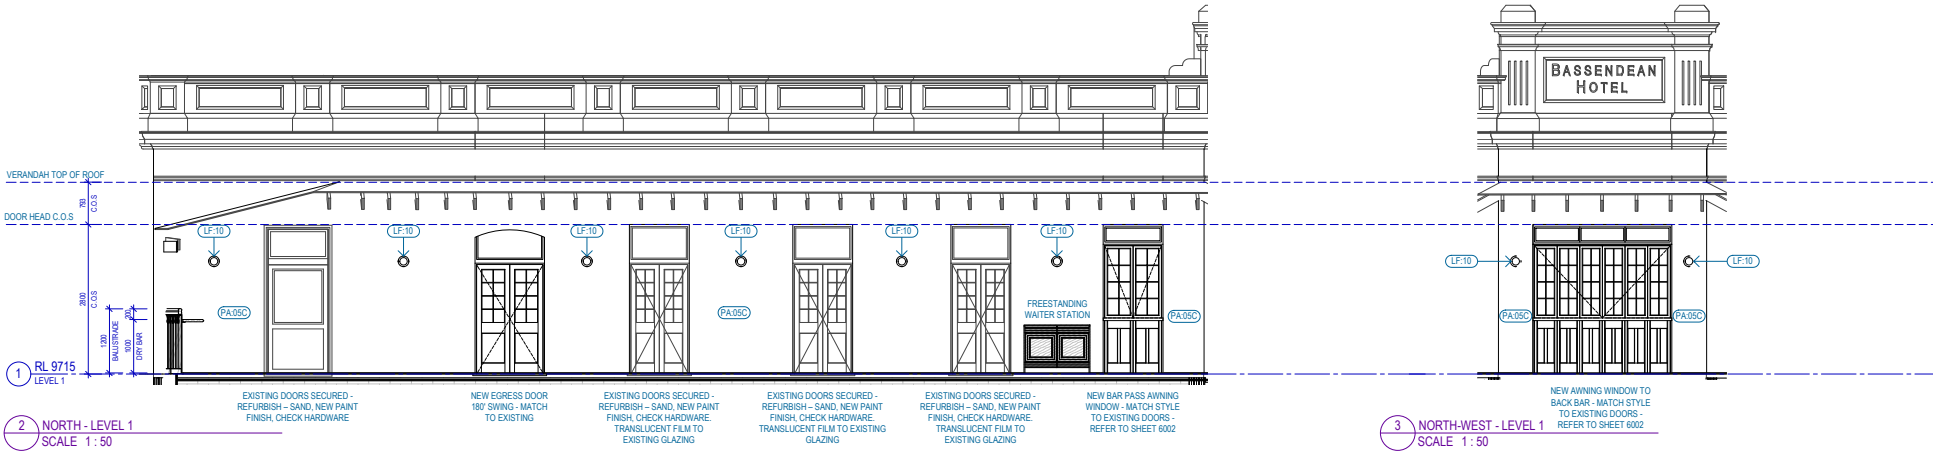 BASSENDEAN
HOTEL
VERANDAH TOP OF ROOF
793
C.O.S
DOOR HEAD C.O.S
LF:10
LF:10
LF:10
LF:10
LF:10
LF:10
LF:10
LF:10
2800
C.O.S
1200
BALUSTRADE
200
1000
DRY BAR
PA:05C
PA:05C
PA:05C
PA:05C
PA:05C
FREESTANDING
WAITER STATION
1
RL 9715
LEVEL 1
EXISTING DOORS SECURED -
REFURBISH – SAND, NEW PAINT
FINISH, CHECK HARDWARE
NEW EGRESS DOOR
180' SWING - MATCH
TO EXISTING
EXISTING DOORS SECURED -
REFURBISH – SAND, NEW PAINT
FINISH, CHECK HARDWARE.
TRANSLUCENT FILM TO
EXISTING GLAZING
EXISTING DOORS SECURED -
REFURBISH – SAND, NEW PAINT
FINISH, CHECK HARDWARE.
TRANSLUCENT FILM TO EXISTING
GLAZING
EXISTING DOORS SECURED -
REFURBISH – SAND, NEW PAINT
FINISH, CHECK HARDWARE.
TRANSLUCENT FILM TO
EXISTING GLAZING
NEW BAR PASS AWNING
WINDOW - MATCH STYLE
TO EXISTING DOORS -
REFER TO SHEET 6002
NEW AWNING WINDOW TO
BACK BAR - MATCH STYLE
TO EXISTING DOORS -
REFER TO SHEET 6002
2
NORTH - LEVEL 1
SCALE 1 : 50
3
NORTH-WEST - LEVEL 1
SCALE 1 : 50